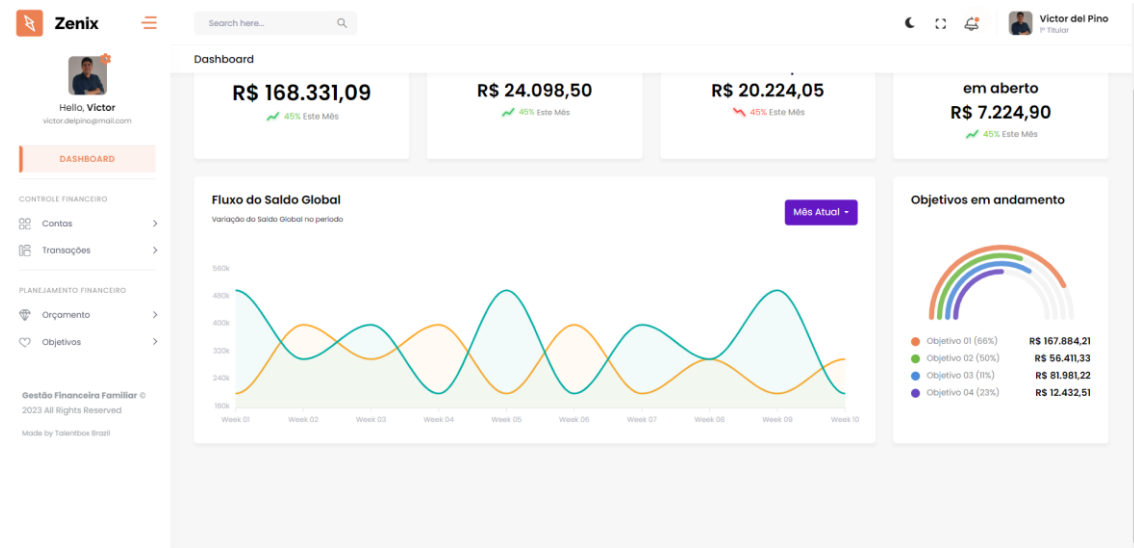 Zenix
Search here...
Victor del Pino
1º Titular
Hello, Victor
victor.delpino@mail.com
DASHBOARD
CONTROLE FINANCEIRO
Contas
Transações
PLANEJAMENTO FINANCEIRO
Orçamento
Objetivos
Gestão Financeira Familiar ©
2023 All Rights Reserved
Made by Talentbox Brazil
Dashboard
R$ 168.331,09
45% Este Mês
R$ 24.098,50
45% Este Mês
R$ 20.224,05
45% Este Mês
em aberto
R$ 7.224,90
45% Este Mês
Fluxo do Saldo Global
Variação do Saldo Global no período
Mês Atual
560k
480k
400k
320k
240k
160k
Week 01 Week 02 Week 03 Week 04 Week 05 Week 06 Week 07 Week 08 Week 09 Week 10
Objetivos em andamento
Objetivo 01 (66%) R$ 167.884,21
Objetivo 02 (50%) R$ 56.411,33
Objetivo 03 (11%) R$ 81.981,22
Objetivo 04 (23%) R$ 12.432,51